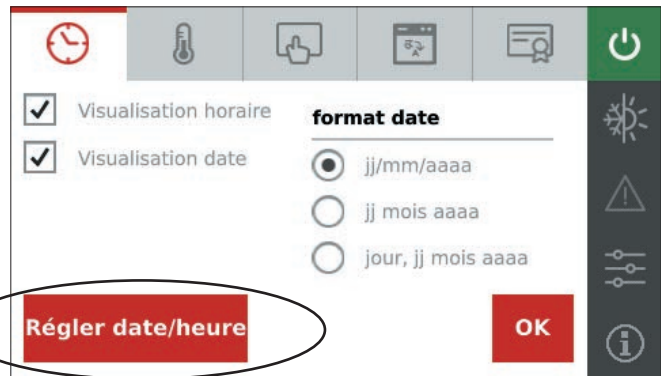 Visualisation horaire
Visualisation date
format date
jj/mm/aaaa
jj mois aaaa
jour, jj mois aaaa
Régler date/heure
OK